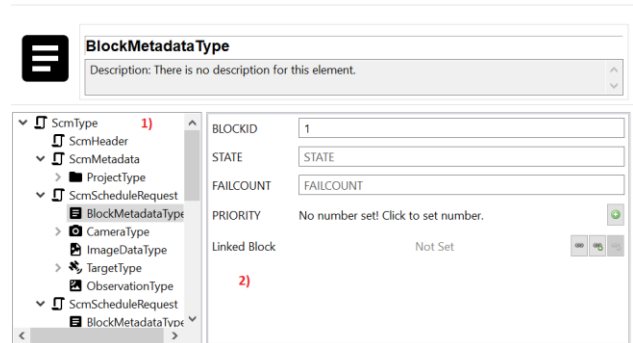 BlockMetadataType
Description: There is no description for this element.
ScmType 1)
ScmHeader
ScmMetadata
ProjectType
ScmScheduleRequest
BlockMetadataType
CameraType
ImageDataType
TargetType
ObservationType
ScmScheduleRequest
BlockMetadataType
BLOCKID 1
STATE STATE
FAILCOUNT FAILCOUNT
PRIORITY No number set! Click to set number.
Linked Block Not Set
2)